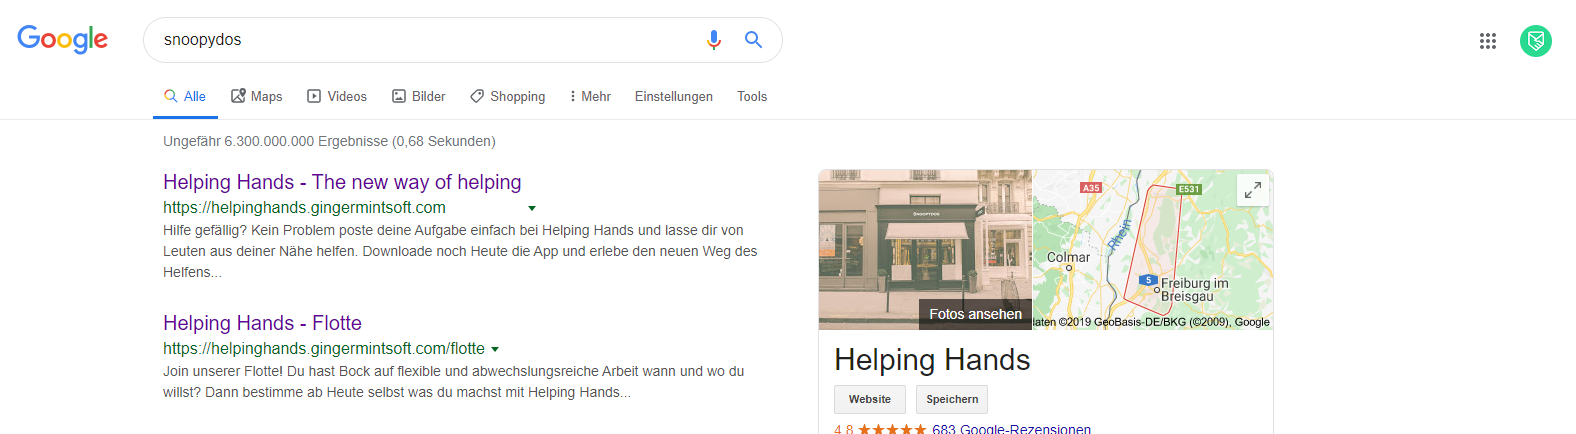 Google
snoopydos
Alle
Maps
Videos
Bilder
Shopping
Mehr
Einstellungen
Tools
Ungefähr 6.300.000.000 Ergebnisse (0,68 Sekunden)
Helping Hands - The new way of helping
https://helpinghands.gingermintsoft.com
Hilfe gefällig? Kein Problem poste deine Aufgabe einfach bei Helping Hands und lasse dir von
Leuten aus deiner Nähe helfen. Downloade noch Heute die App und erlebe den neuen Weg des
Helfens...
Helping Hands - Flotte
https://helpinghands.gingermintsoft.com/flotte
Join unserer Flotte! Du hast Bock auf flexible und abwechslungsreiche Arbeit wann und wo du
willst? Dann bestimme ab Heute selbst was du machst mit Helping Hands...
SNOOPYDOS
Fotos ansehen
A35
E531
Rhein
Colmar
5
Freiburg im
Breisgau
daten ©2019 GeoBasis-DE/BKG (©2009), Google
Helping Hands
Website
Speichern
4,8 ★★★★★ 683 Google-Rezensionen